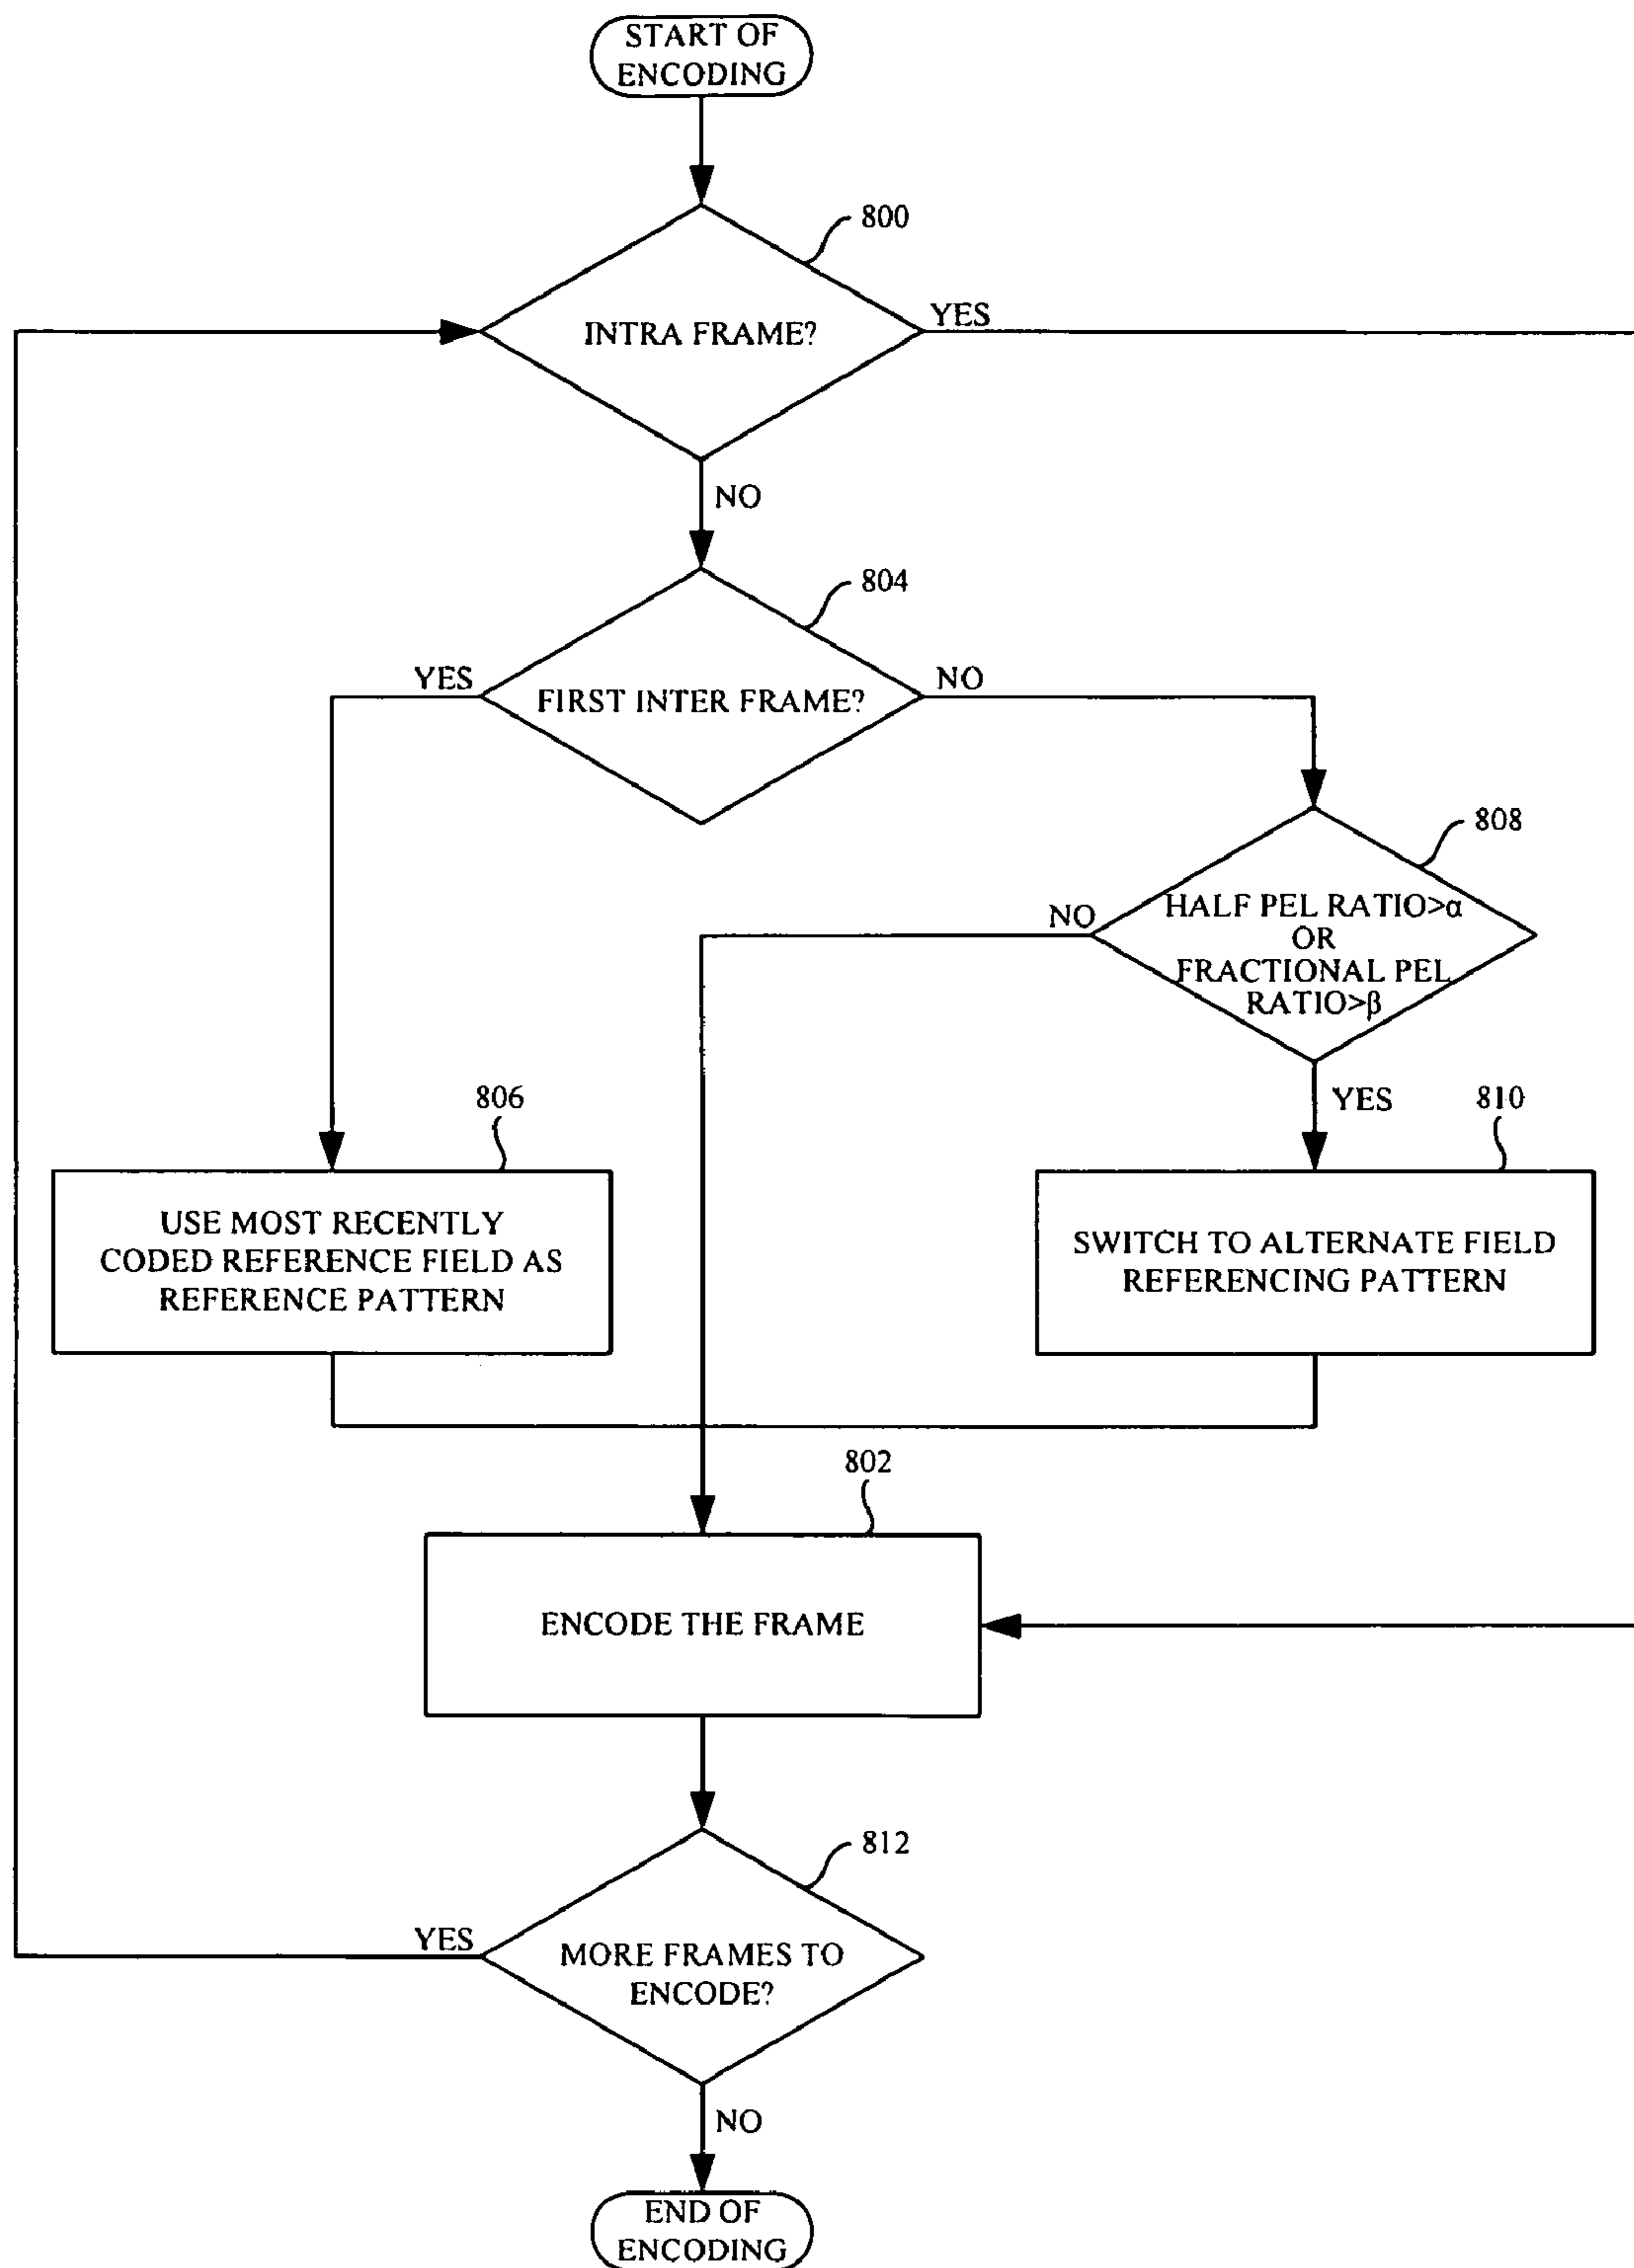 START OF
ENCODING
800
INTRA FRAME?
YES
NO
804
YES
FIRST INTER FRAME?
NO
808
NO
HALF PEL RATIO>α
OR
FRACTIONAL PEL
RATIO>β
YES
806
810
USE MOST RECENTLY
CODED REFERENCE FIELD AS
REFERENCE PATTERN
SWITCH TO ALTERNATE FIELD
REFERENCING PATTERN
802
ENCODE THE FRAME
812
YES
MORE FRAMES TO
ENCODE?
NO
END OF
ENCODING